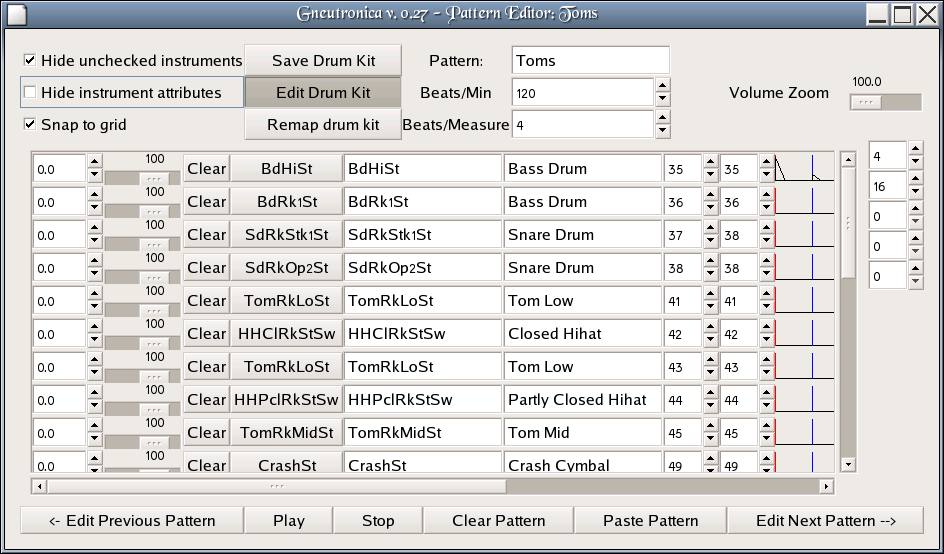 Gneutronica v. 0.27 - Pattern Editor: Toms
Hide unchecked instruments Save Drum Kit Pattern: Toms
Hide instrument attributes Edit Drum Kit Beats/Min 120 Volume Zoom 100.0
Snap to grid Remap drum kit Beats/Measure 4
0.0 100 Clear BdHiSt BdHiSt Bass Drum 35 35
0.0 100 Clear BdRk1St BdRk1St Bass Drum 36 36
0.0 100 Clear SdRkStk1St SdRkStk1St Snare Drum 37 38
0.0 100 Clear SdRkOp2St SdRkOp2St Snare Drum 38 38
0.0 100 Clear TomRkLoSt TomRkLoSt Tom Low 41 41
0.0 100 Clear HHClRkStSw HHClRkStSw Closed Hihat 42 42
0.0 100 Clear TomRkLoSt TomRkLoSt Tom Low 43 43
0.0 100 Clear HHPclRkStSw HHPclRkStSw Partly Closed Hihat 44 44
0.0 100 Clear TomRkMidSt TomRkMidSt Tom Mid 45 45
0.0 100 Clear CrashSt CrashSt Crash Cymbal 49 49
4
16
0
0
0
<- Edit Previous Pattern Play Stop Clear Pattern Paste Pattern Edit Next Pattern -->